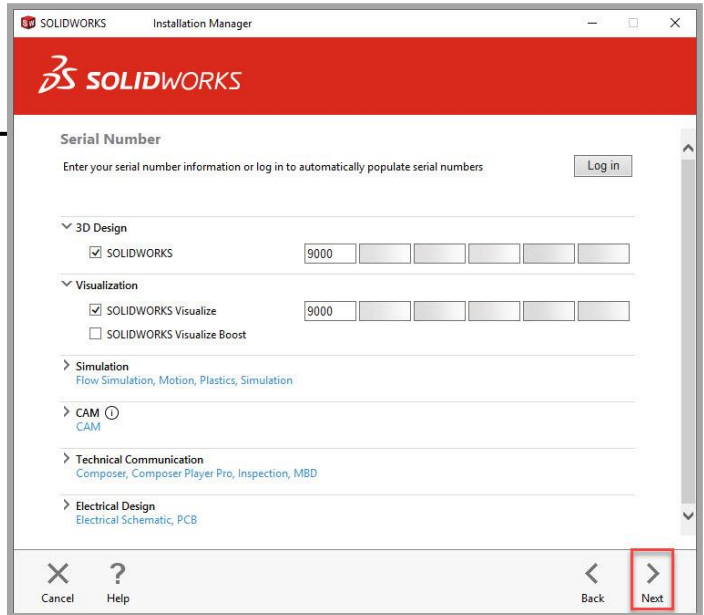 SOLIDWORKS Installation Manager
SOLIDWORKS
Serial Number
Enter your serial number information or log in to automatically populate serial numbers
Log in
3D Design
SOLIDWORKS 9000
Visualization
SOLIDWORKS Visualize 9000
SOLIDWORKS Visualize Boost
Simulation
Flow Simulation, Motion, Plastics, Simulation
CAM
CAM
Technical Communication
Composer, Composer Player Pro, Inspection, MBD
Electrical Design
Electrical Schematic, PCB
Cancel Help Back Next